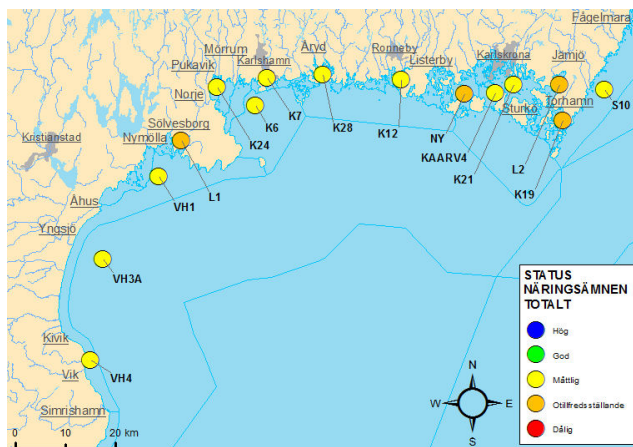 Fågelmara
Åryd
Ronneby
Karlskrona
Mörrum
Karlshamn
Listerby
Jämjö
Pukavik
S10
Norje
K7
Sturkö
Torhamn
K6
K28
K12
NY
KAARV4
K24
K21
L2
K19
Sölvesborg
Kristianstad
Nymölla
L1
VH1
Åhus
Yngsjö
VH3A
Kivik
Vik
VH4
Simrishamn
STATUS
NÄRINGSÄMNEN
TOTALT
Hög
God
Måttlig
Otillfredsställande
Dålig
N
W
E
S
0 10 20 km